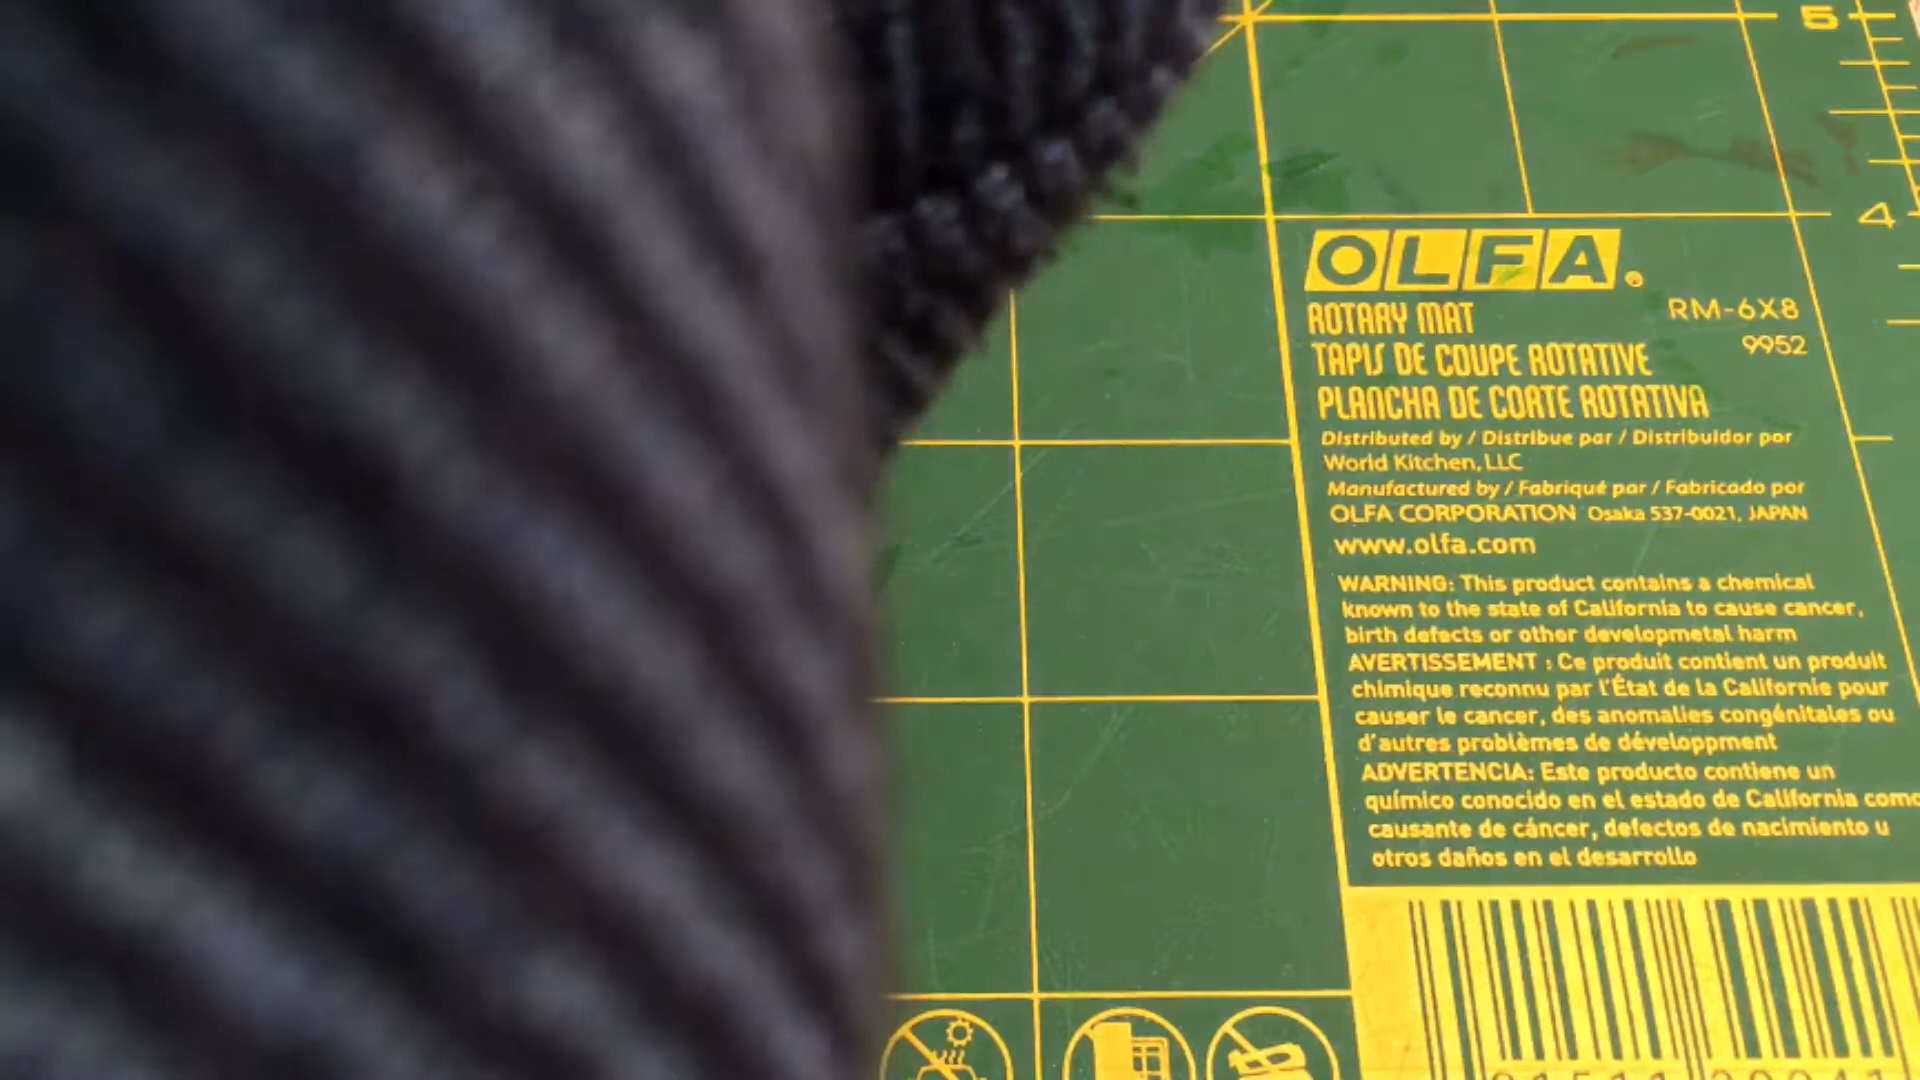 5
4
OLFA.
ROTARY MAT RM-6X8
TAPIS DE COUPE ROTATIVE 9952
PLANCHA DE CORTE ROTATIVA
Distributed by / Distribue par / Distribuidor por
World Kitchen, LLC
Manufactured by / Fabriqué par / Fabricado por
OLFA CORPORATION Osaka 537-0021, JAPAN
www.olfa.com
WARNING: This product contains a chemical
known to the state of California to cause cancer,
birth defects or other developmetal harm
AVERTISSEMENT : Ce produit contient un produit
chimique reconnu par l'État de la Californie pour
causer le cancer, des anomalies congénitales ou
d'autres problèmes de développment
ADVERTENCIA: Este producto contiene un
químico conocido en el estado de California como
causante de cáncer, defectos de nacimiento u
otros daños en el desarrollo